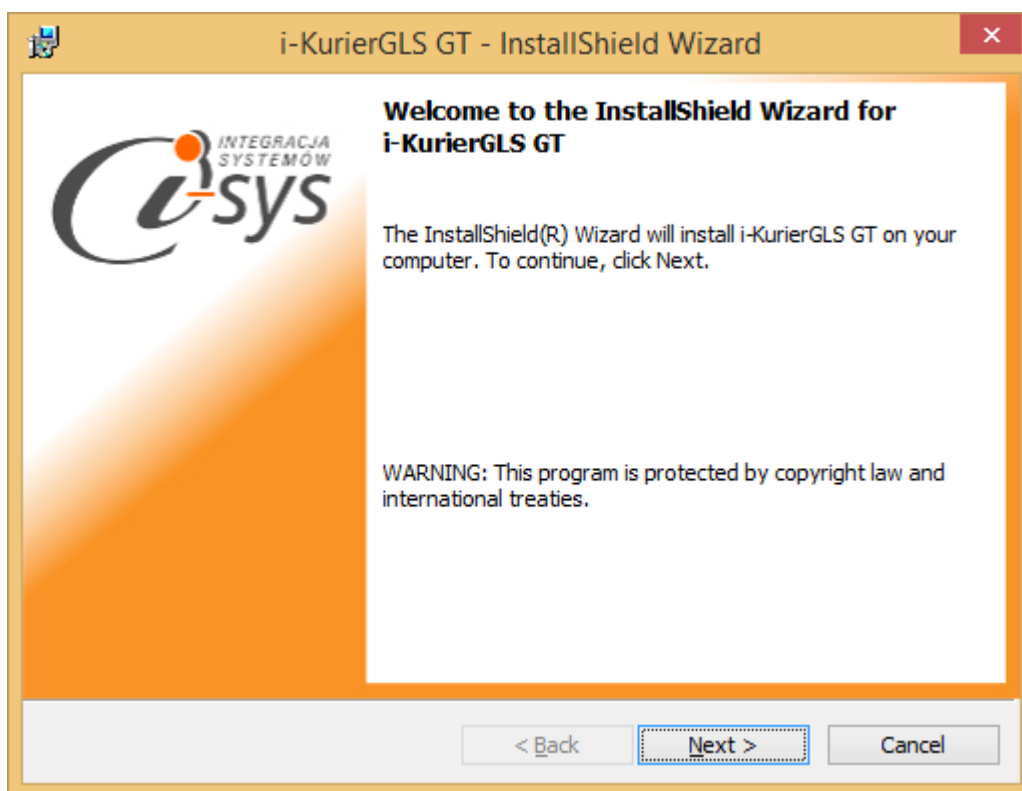 i-KurierGLS GT - InstallShield Wizard
INTEGRACJA
SYSTEMÓW
i-sys
Welcome to the InstallShield Wizard for
i-KurierGLS GT
The InstallShield(R) Wizard will install i-KurierGLS GT on your
computer. To continue, click Next.
WARNING: This program is protected by copyright law and
international treaties.
< Back
Next >
Cancel